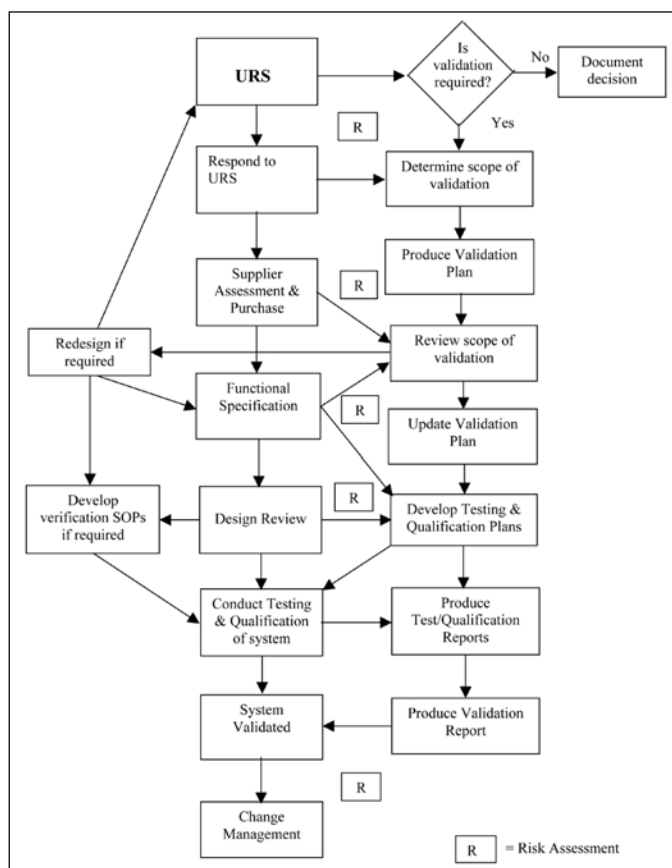 Is
validation
required?
URS
No
Document
decision
R
Yes
Respond to
URS
Determine scope of
validation
Produce Validation
Plan
Supplier
Assessment &
Purchase
R
Redesign if
required
Review scope of
validation
Functional
Specification
R
Update Validation
Plan
Develop
verification SOPs
if required
Design Review
R
Develop Testing &
Qualification Plans
Conduct Testing
& Qualification
of system
Produce
Test/Qualification
Reports
System
Validated
Produce Validation
Report
R
Change
Management
R = Risk Assessment